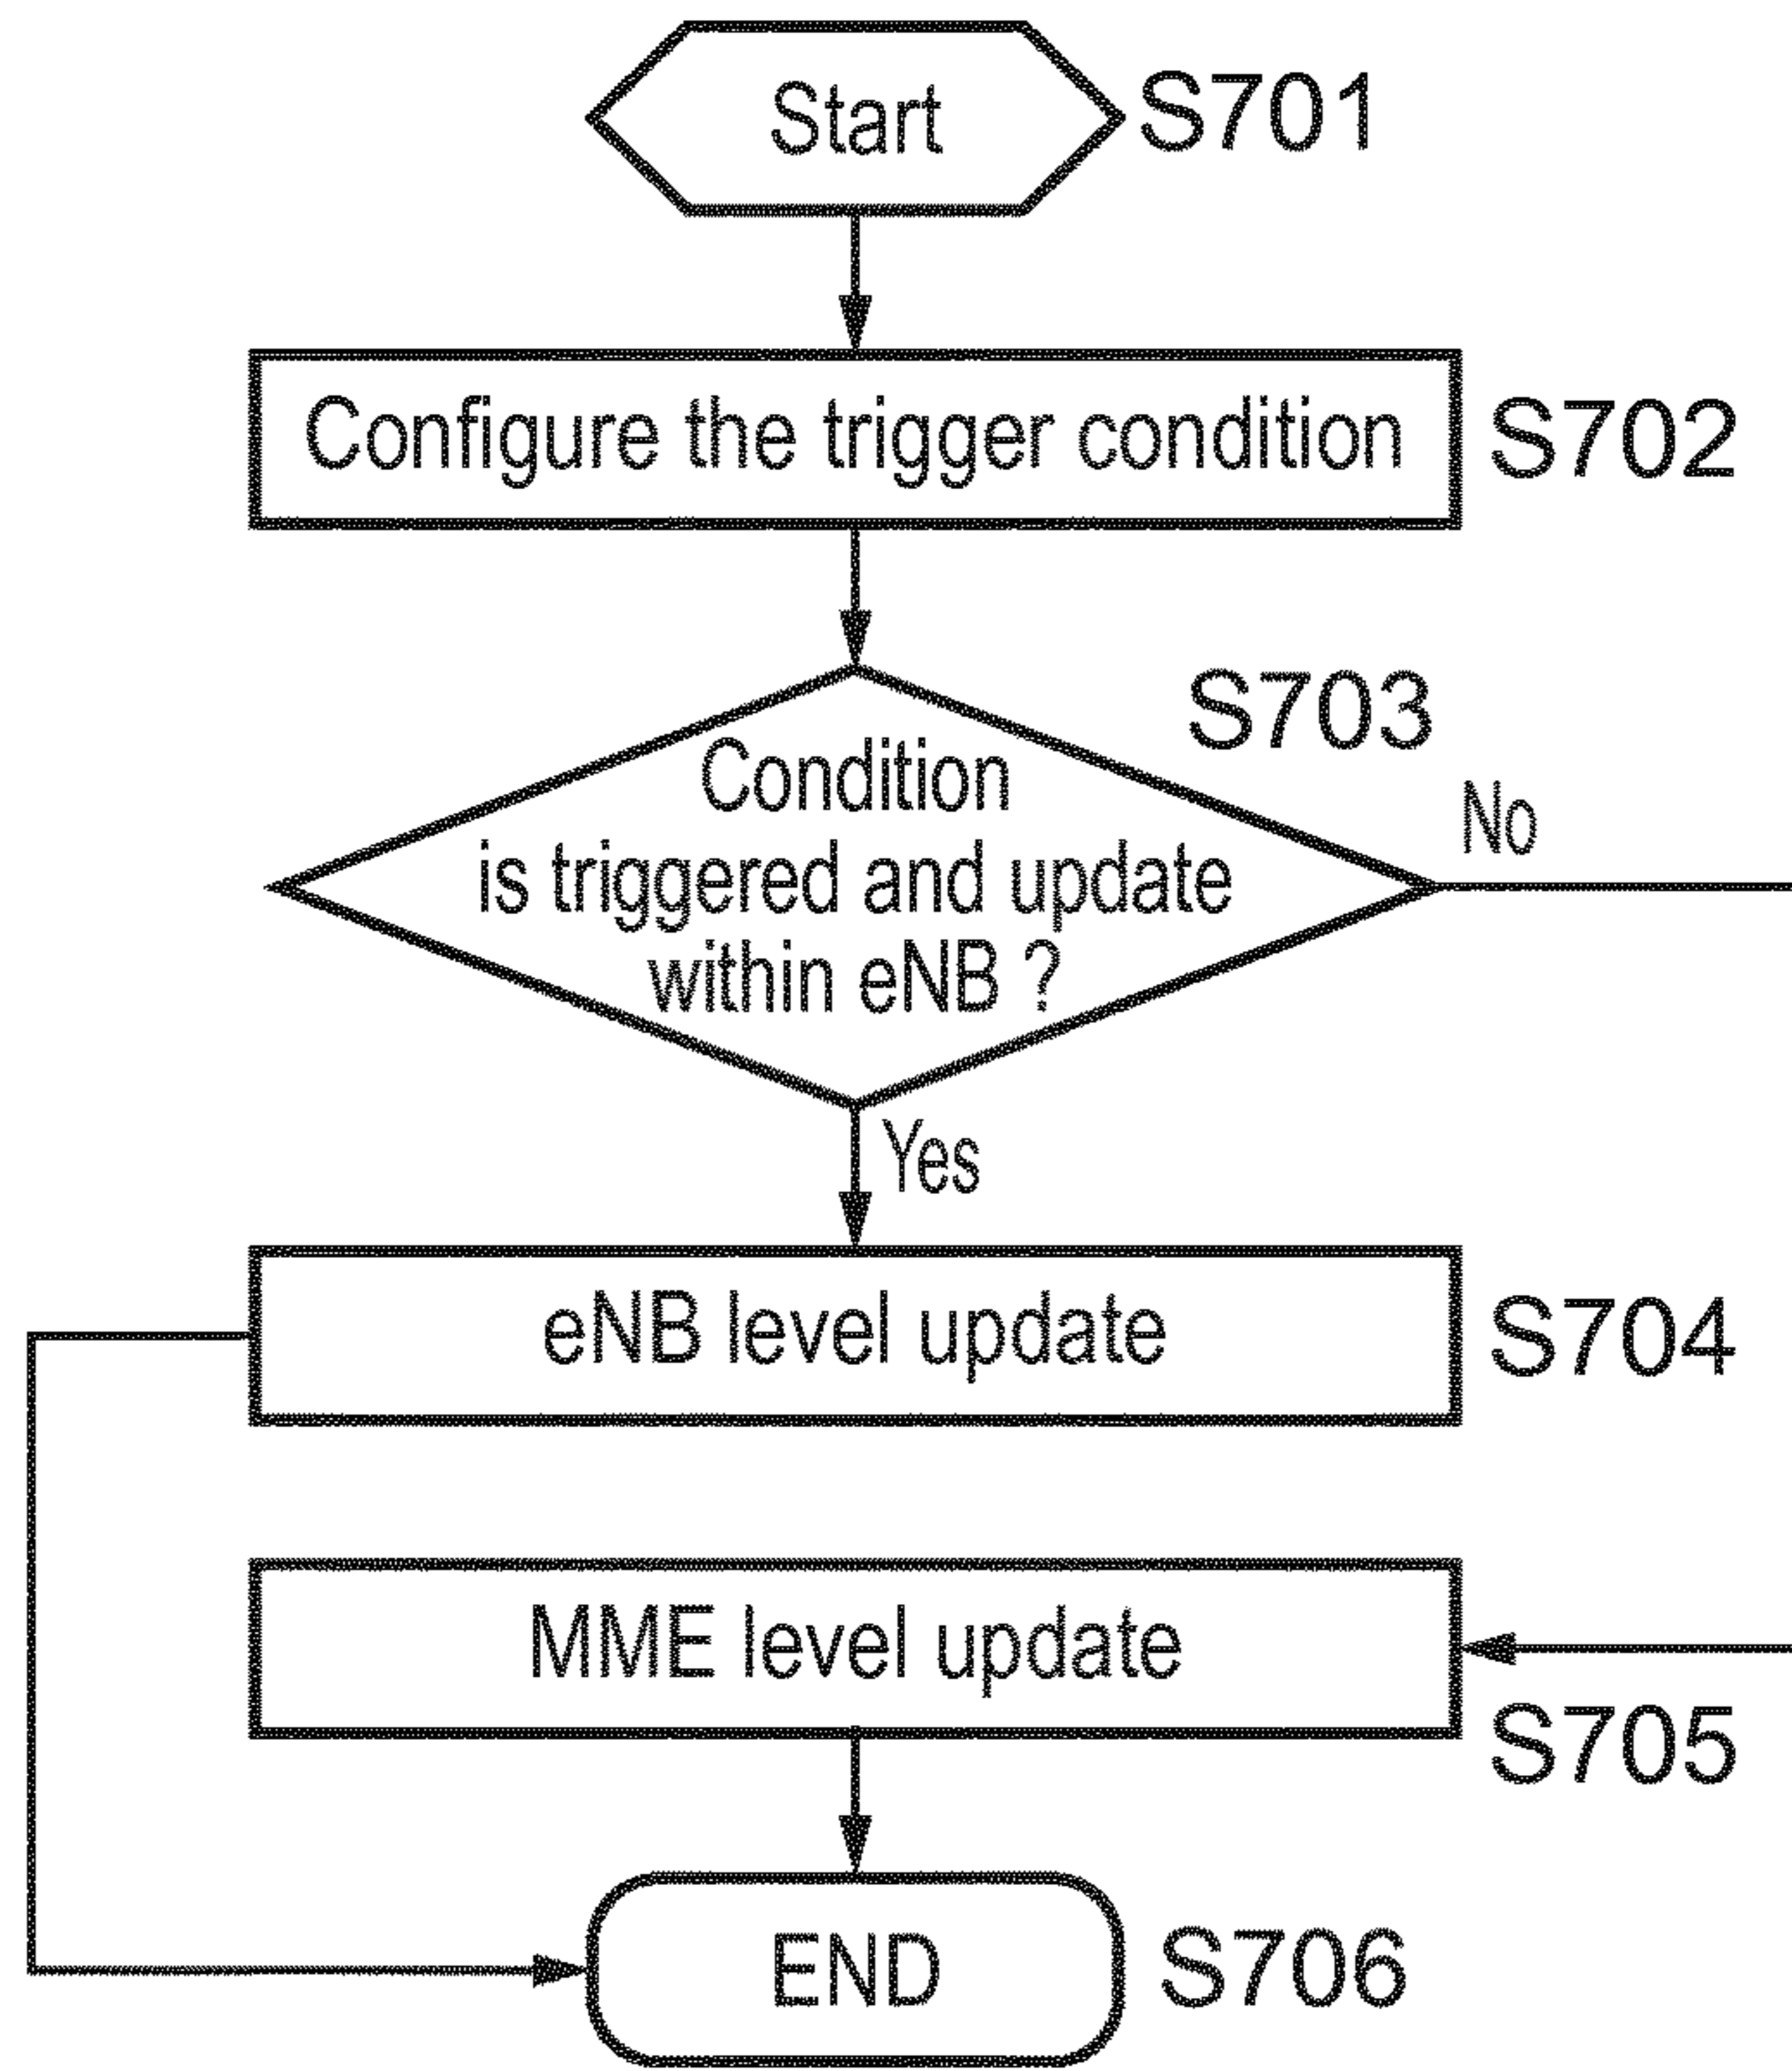 Start
S701
Configure the trigger condition
S702
S703
Condition
is triggered and update
within eNB ?
No
Yes
eNB level update
S704
MME level update
S705
END
S706